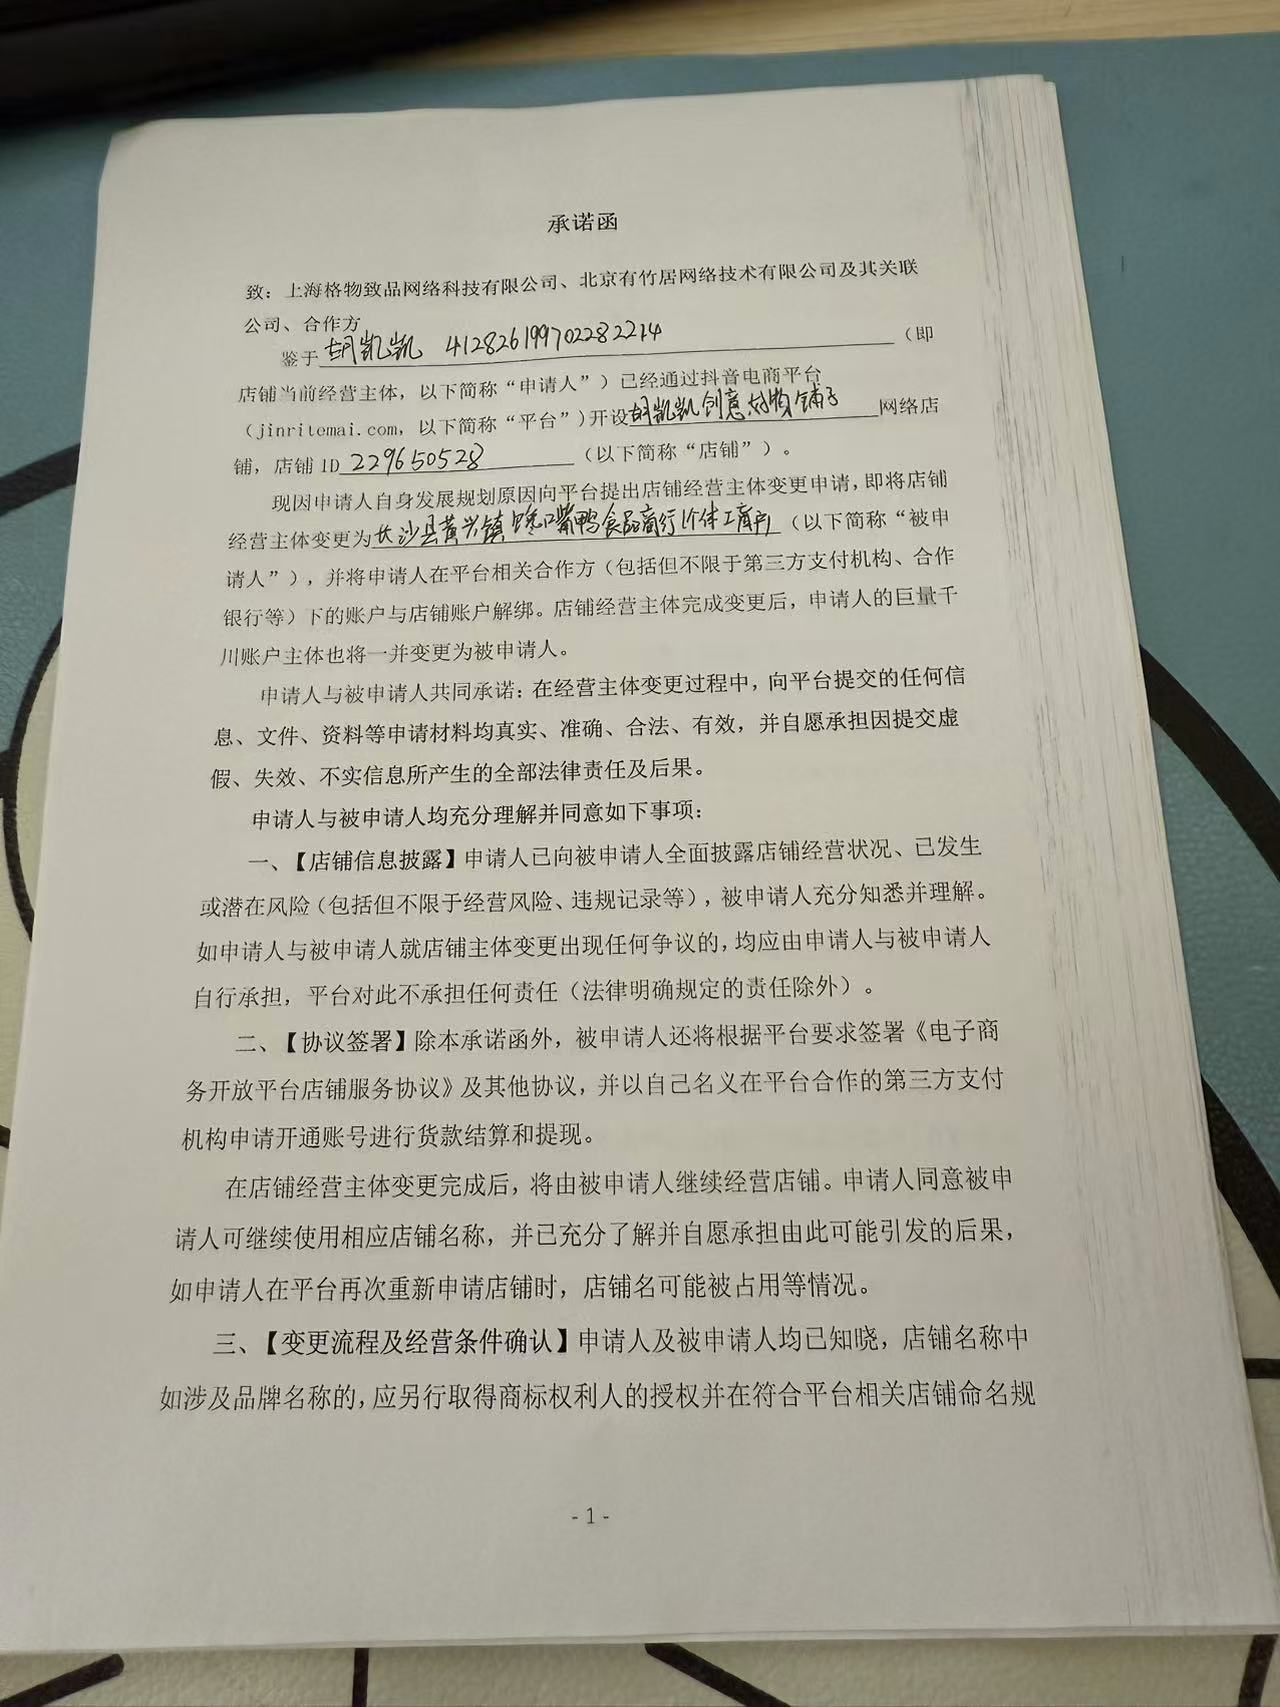 承诺函
致：上海格物致品网络科技有限公司、北京有竹居网络技术有限公司及其关联
公司、合作方
鉴于胡凯凯 412826199702282214（即
店铺当前经营主体，以下简称“申请人”）已经通过抖音电商平台
（jinritemai.com，以下简称“平台”）开设胡凯凯创意好物铺子网络店
铺，店铺 ID 229650528（以下简称“店铺”）。
现因申请人自身发展规划原因向平台提出店铺经营主体变更申请，即将店铺
经营主体变更为长沙县黄兴镇嘴鸭食品商行（个体工商户）（以下简称“被申
请人”），并将申请人在平台相关合作方（包括但不限于第三方支付机构、合作
银行等）下的账户与店铺账户解绑。店铺经营主体完成变更后，申请人的巨量千
川账户主体也将一并变更为被申请人。
申请人与被申请人共同承诺：在经营主体变更过程中，向平台提交的任何信
息、文件、资料等申请材料均真实、准确、合法、有效，并自愿承担因提交虚
假、失效、不实信息所产生的全部法律责任及后果。
申请人与被申请人均充分理解并同意如下事项：
一、【店铺信息披露】申请人已向被申请人全面披露店铺经营状况、已发生
或潜在风险（包括但不限于经营风险、违规记录等），被申请人充分知悉并理解。
如申请人与被申请人就店铺主体变更出现任何争议的，均应由申请人与被申请人
自行承担，平台对此不承担任何责任（法律明确规定的责任除外）。
二、【协议签署】除本承诺函外，被申请人还将根据平台要求签署《电子商
务开放平台店铺服务协议》及其他协议，并以自己名义在平台合作的第三方支付
机构申请开通账号进行货款结算和提现。
在店铺经营主体变更完成后，将由被申请人继续经营店铺。申请人同意被申
请人可继续使用相应店铺名称，并已充分了解并自愿承担由此可能引发的后果，
如申请人在平台再次重新申请店铺时，店铺名可能被占用等情况。
三、【变更流程及经营条件确认】申请人及被申请人均已知晓，店铺名称中
如涉及品牌名称的，应另行取得商标权利人的授权并在符合平台相关店铺命名规
- 1 -